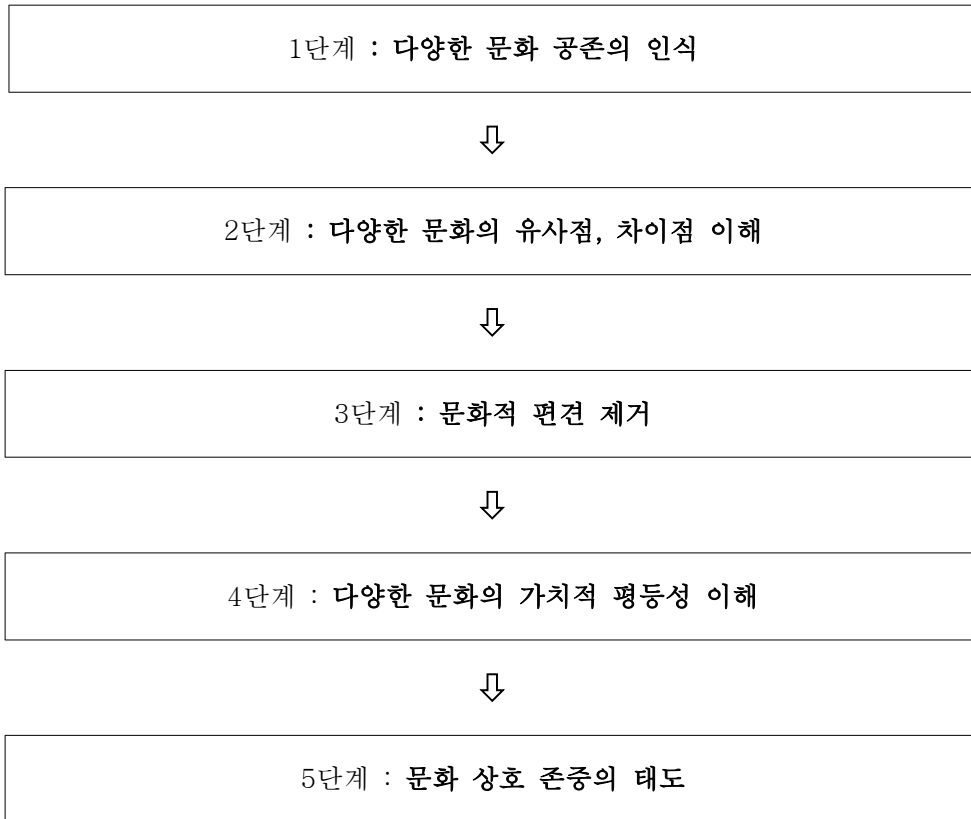 1단계 : 다양한 문화 공존의 인식
⇩
2단계 : 다양한 문화의 유사점, 차이점 이해
⇩
3단계 : 문화적 편견 제거
⇩
4단계 : 다양한 문화의 가치적 평등성 이해
⇩
5단계 : 문화 상호 존중의 태도